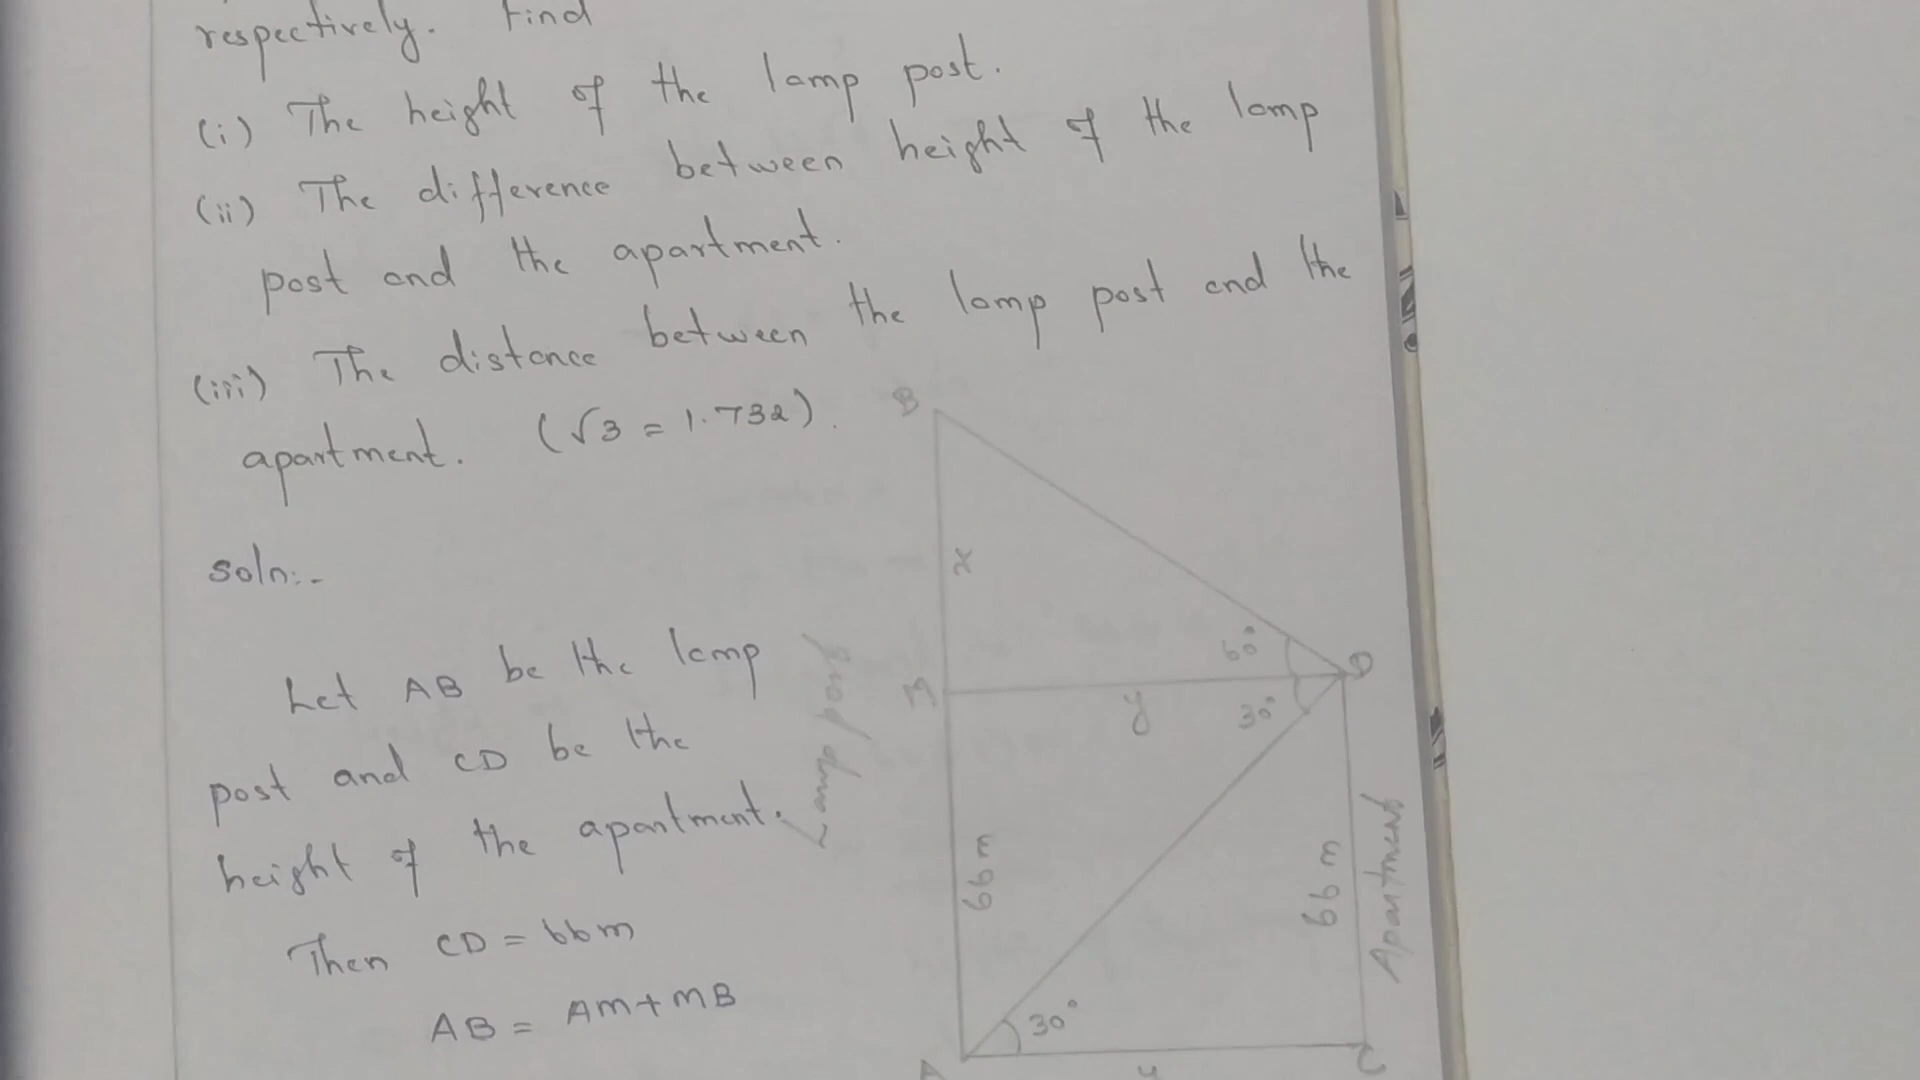 respectively. Find
(i) The height of the lamp post.
(ii) The difference between height of the lamp
post and the apartment.
(iii) The distance between the lamp post and the
apartment. (√3 = 1.732).
Soln:-
Let AB be the lamp
post and CD be the
height of the apartment.
Then CD = 66m
AB = AM + MB
B
x
60°
D
M
y
30°
Lamp post
66 m
66 m
Apartment
30°
A
y
C